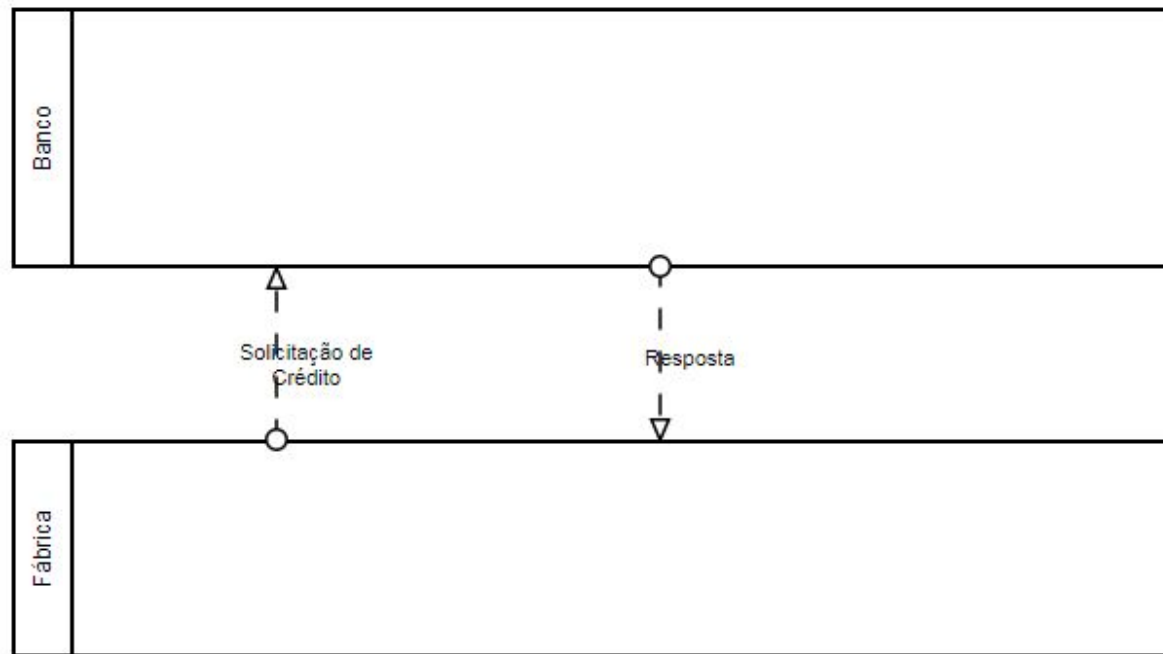 Banco
Solicitação de
Crédito
Resposta
Fábrica